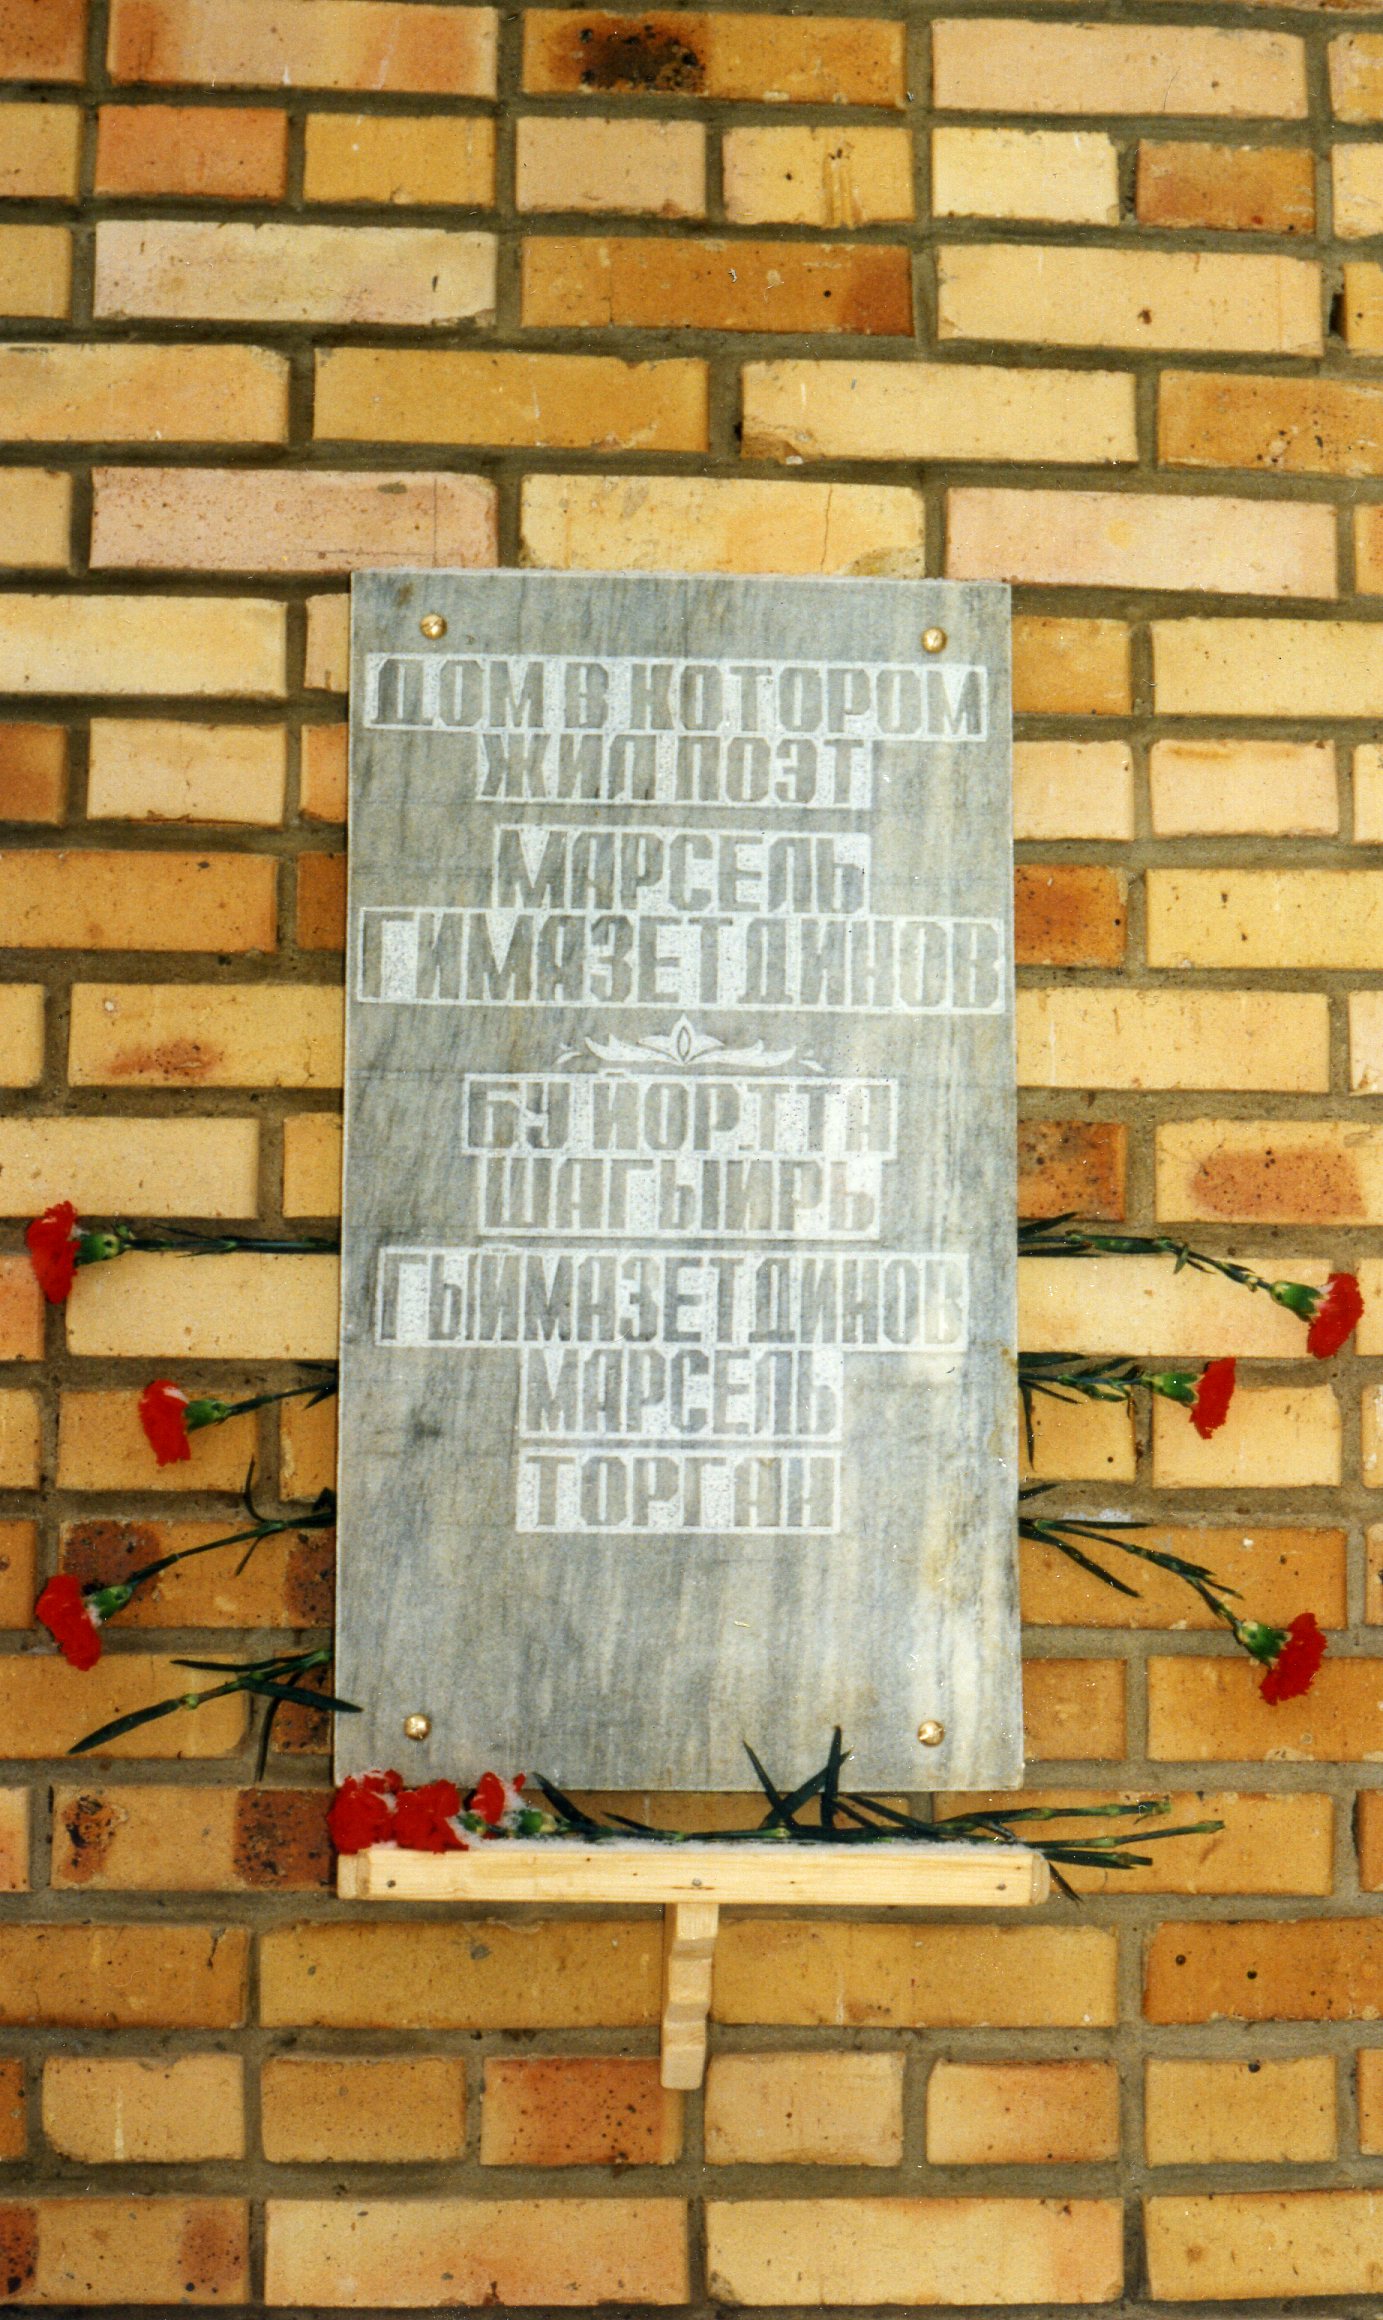 ДОМ В КОТОРОМ
ЖИЛ ПОЭТ
МАРСЕЛЬ
ГИМАЗЕТДИНОВ
БУ ЙОРТТА
ШАГЫЙРЬ
ГЫЙМАЗЕТДИНОВ
МАРСЕЛЬ
ТОРГАН